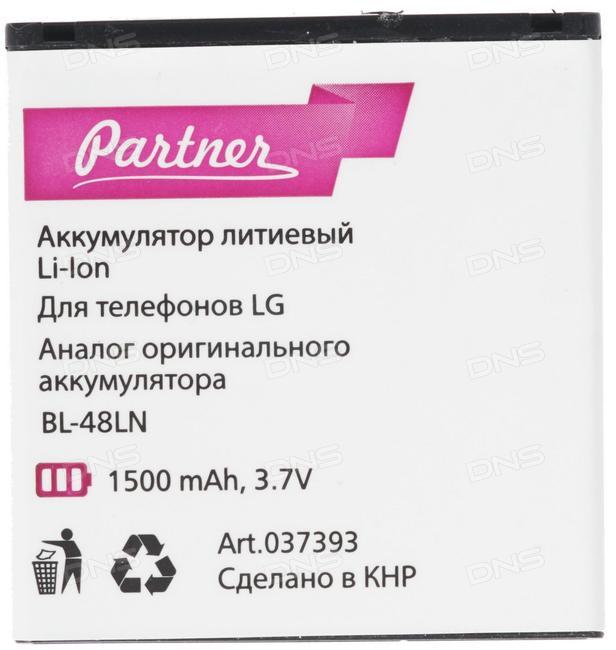 Partner
Аккумулятор литиевый
Li-Ion
Для телефонов LG
Аналог оригинального
аккумулятора
BL-48LN
1500 mAh, 3.7V
Art.037393
Сделано в КНР
DNS